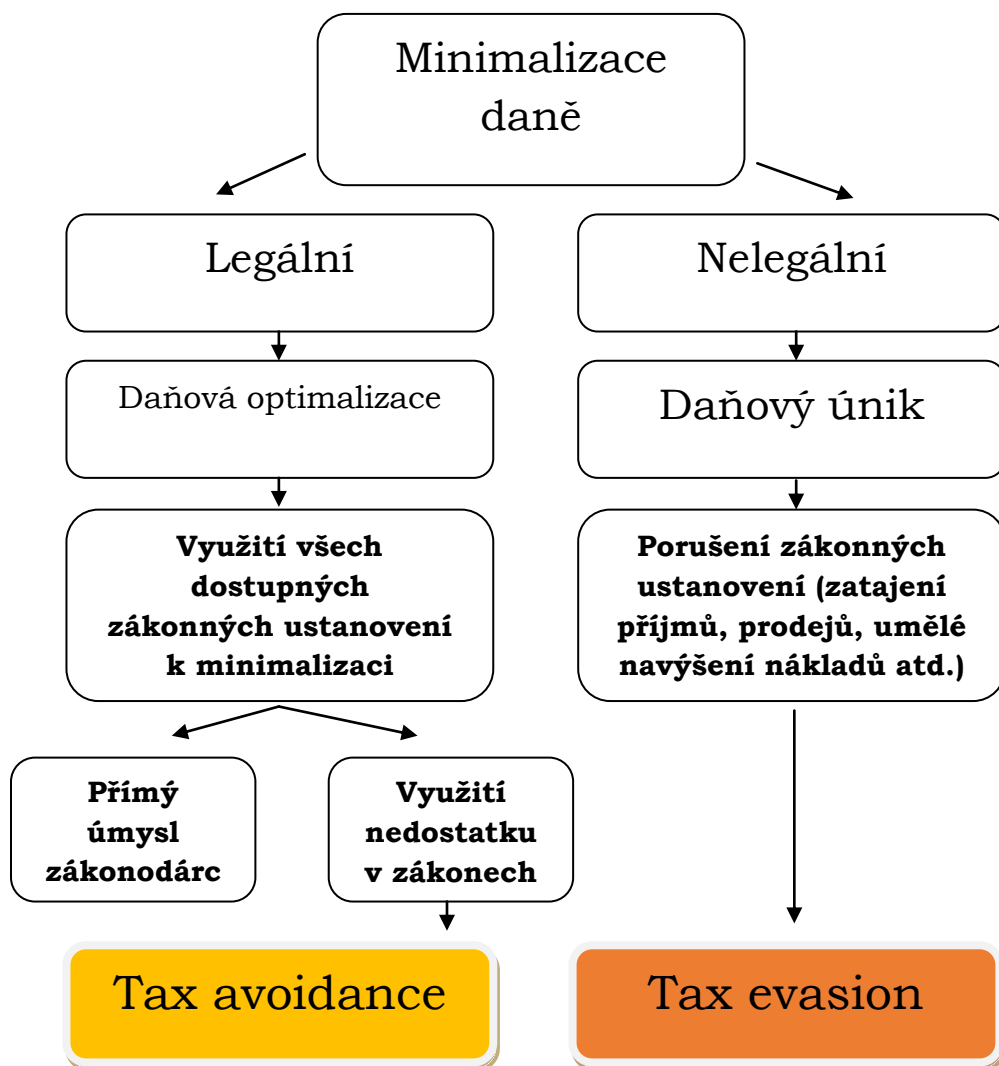 Minimalizace
daně
Legální
Nelegální
Daňová optimalizace
Daňový únik
Využití všech
dostupných
zákonných ustanovení
k minimalizaci
Porušení zákonných
ustanovení (zatajení
příjmů, prodejů, umělé
navýšení nákladů atd.)
Přímý
úmysl
zákonodárc
Využití
nedostatku
v zákonech
Tax avoidance
Tax evasion